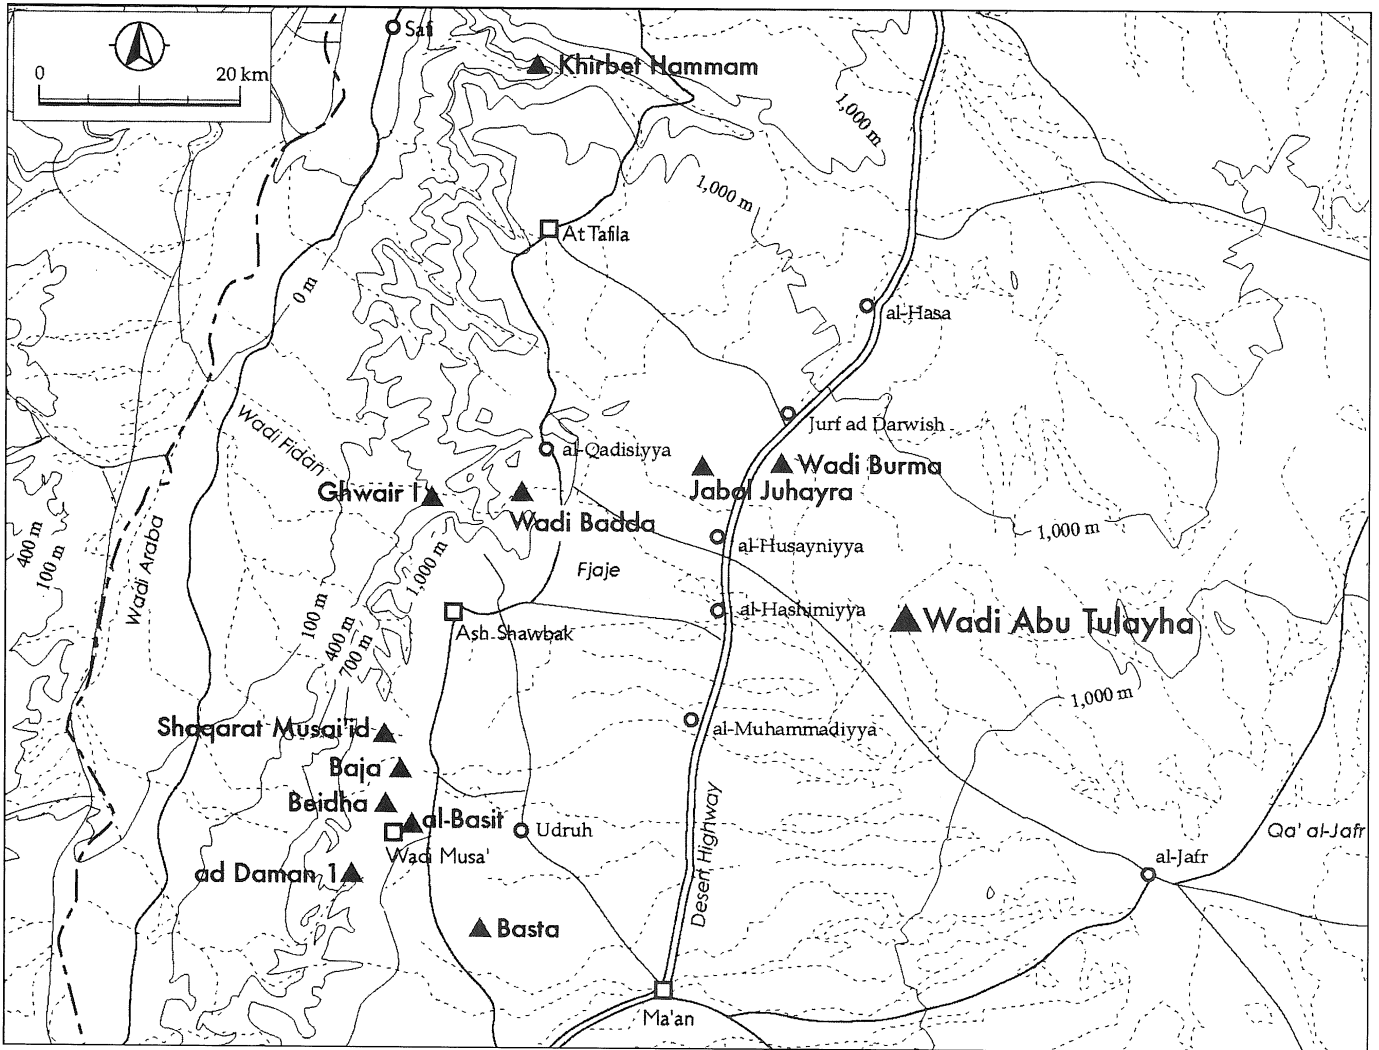 Safi
0 20 km
Khirbet Hammam
1,000 m
1,000 m
At Tafila
0 m
al-Hasa
Wadi Fidan
Jurf ad Darwish
al-Qadisiyya
Wadi Burma
Ghwair I
Jabal Juhayra
Wadi Badda
400 m
100 m
Wadi Araba
1,000 m
al-Husayniyya
1,000 m
Fjaje
100 m
400 m
700 m
al-Hashimiyya
Wadi Abu Tulayha
Ash Shawbak
1,000 m
Shaqarat Musai'id
al-Muhammadiyya
Baja
Beidha
al-Basit
Udruh
Desert Highway
Qa' al-Jafr
Wadi Musa'
al-Jafr
ad Daman 1
Basta
Ma'an